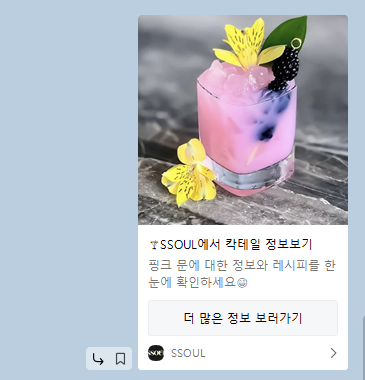 🍸SSOUL에서 칵테일 정보보기
핑크 문에 대한 정보와 레시피를 한
눈에 확인하세요😀
더 많은 정보 보러가기
SSOUL